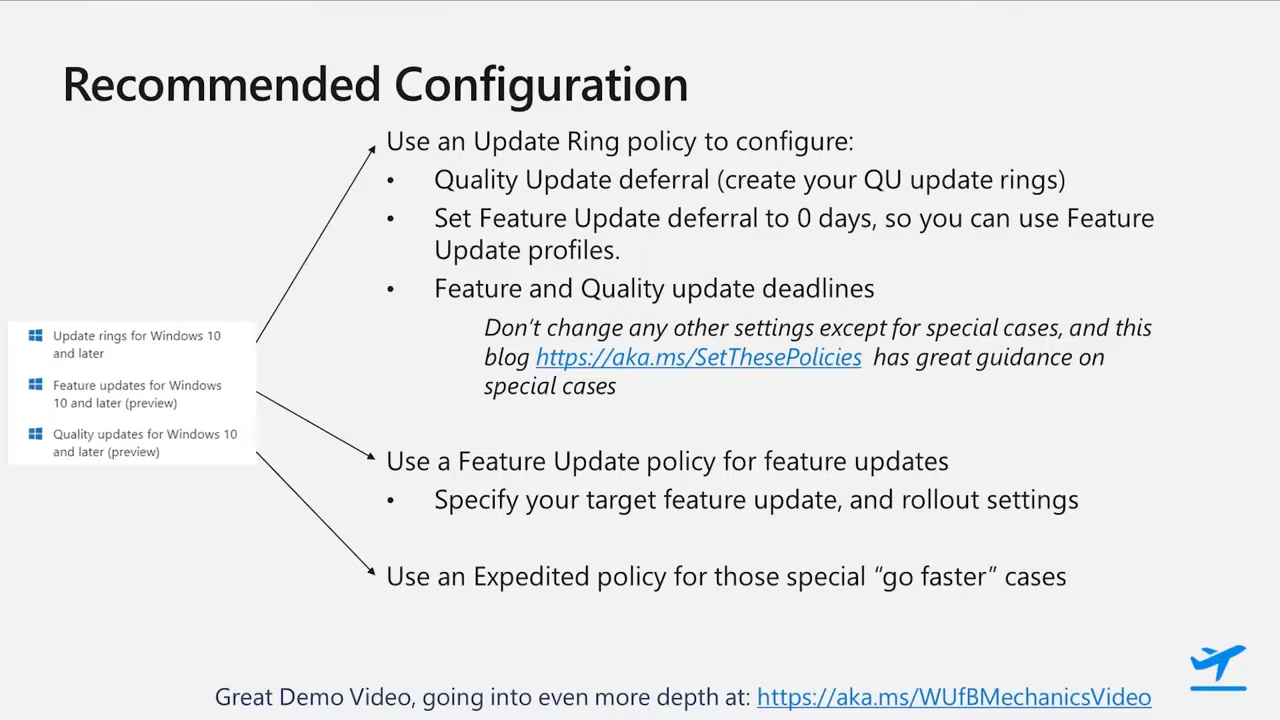 Recommended Configuration
Use an Update Ring policy to configure:
• Quality Update deferral (create your QU update rings)
• Set Feature Update deferral to 0 days, so you can use Feature
Update profiles.
• Feature and Quality update deadlines
Don’t change any other settings except for special cases, and this
blog https://aka.ms/SetThesePolicies has great guidance on
special cases
Update rings for Windows 10
and later
Feature updates for Windows
10 and later (preview)
Quality updates for Windows 10
and later (preview)
Use a Feature Update policy for feature updates
• Specify your target feature update, and rollout settings
Use an Expedited policy for those special “go faster” cases
Great Demo Video, going into even more depth at: https://aka.ms/WUfBMechanicsVideo